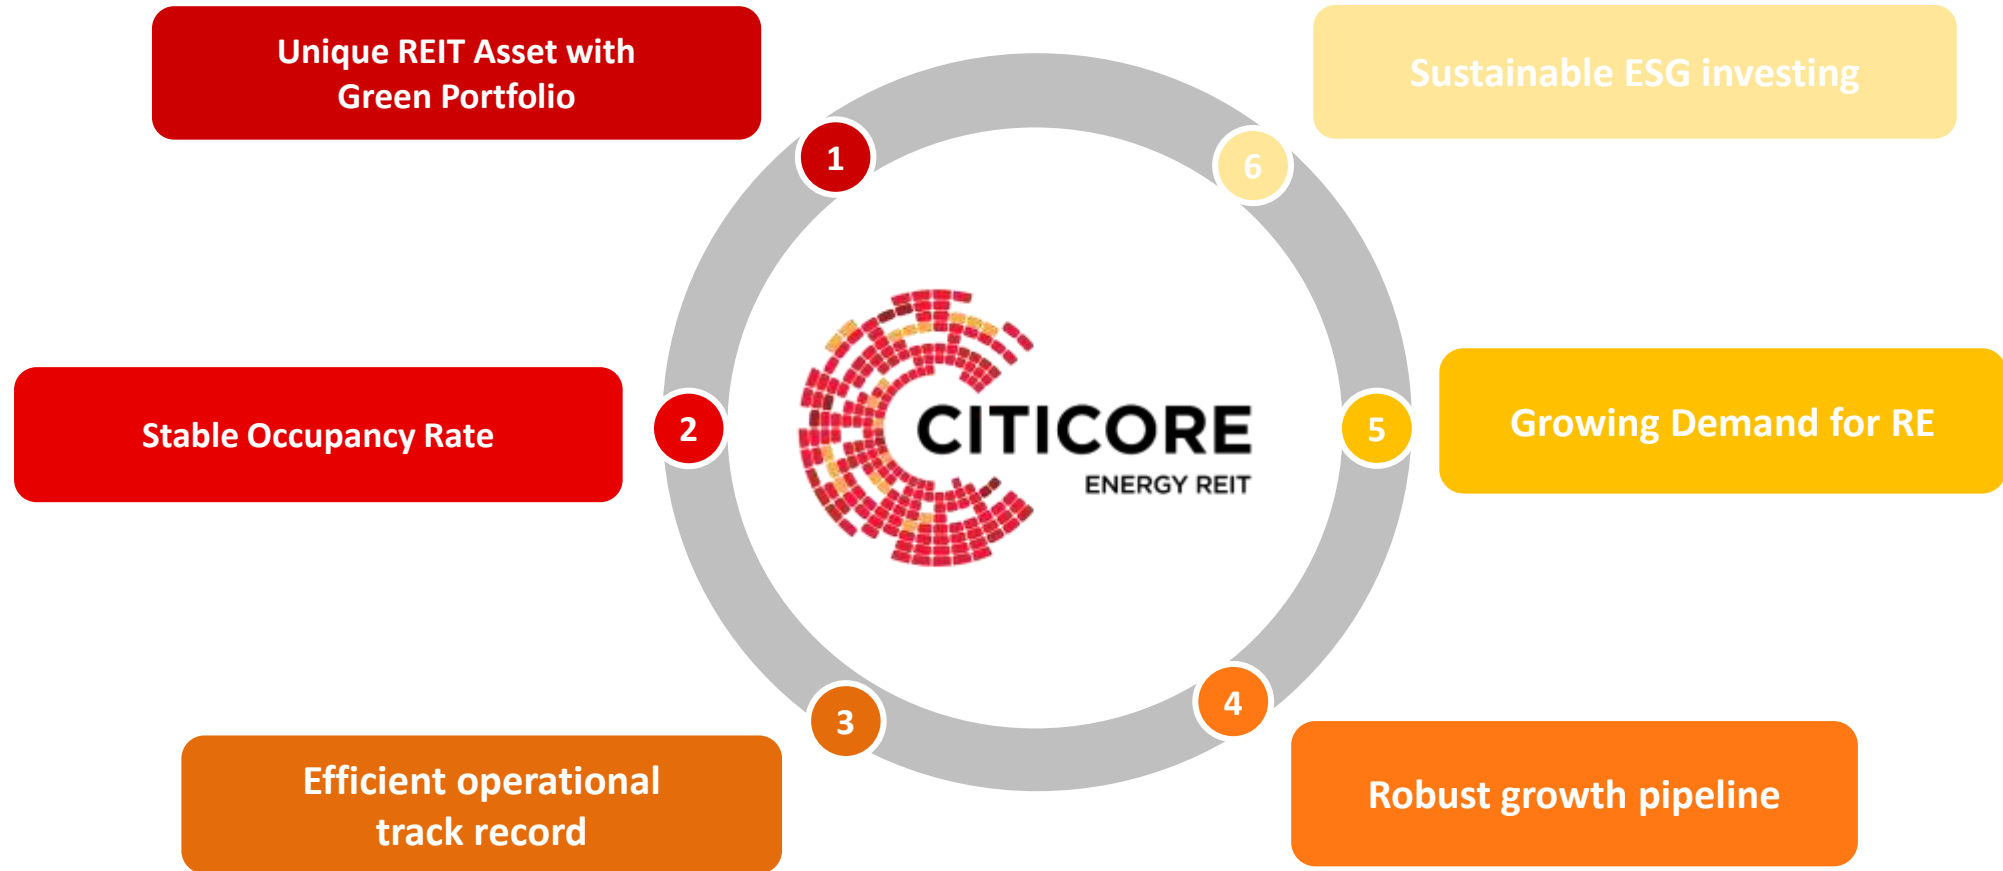 Unique REIT Asset with
Green Portfolio
1
Stable Occupancy Rate
2
Efficient operational
track record
3
CITICORE
ENERGY REIT
Robust growth pipeline
4
Growing Demand for RE
5
Sustainable ESG investing
6